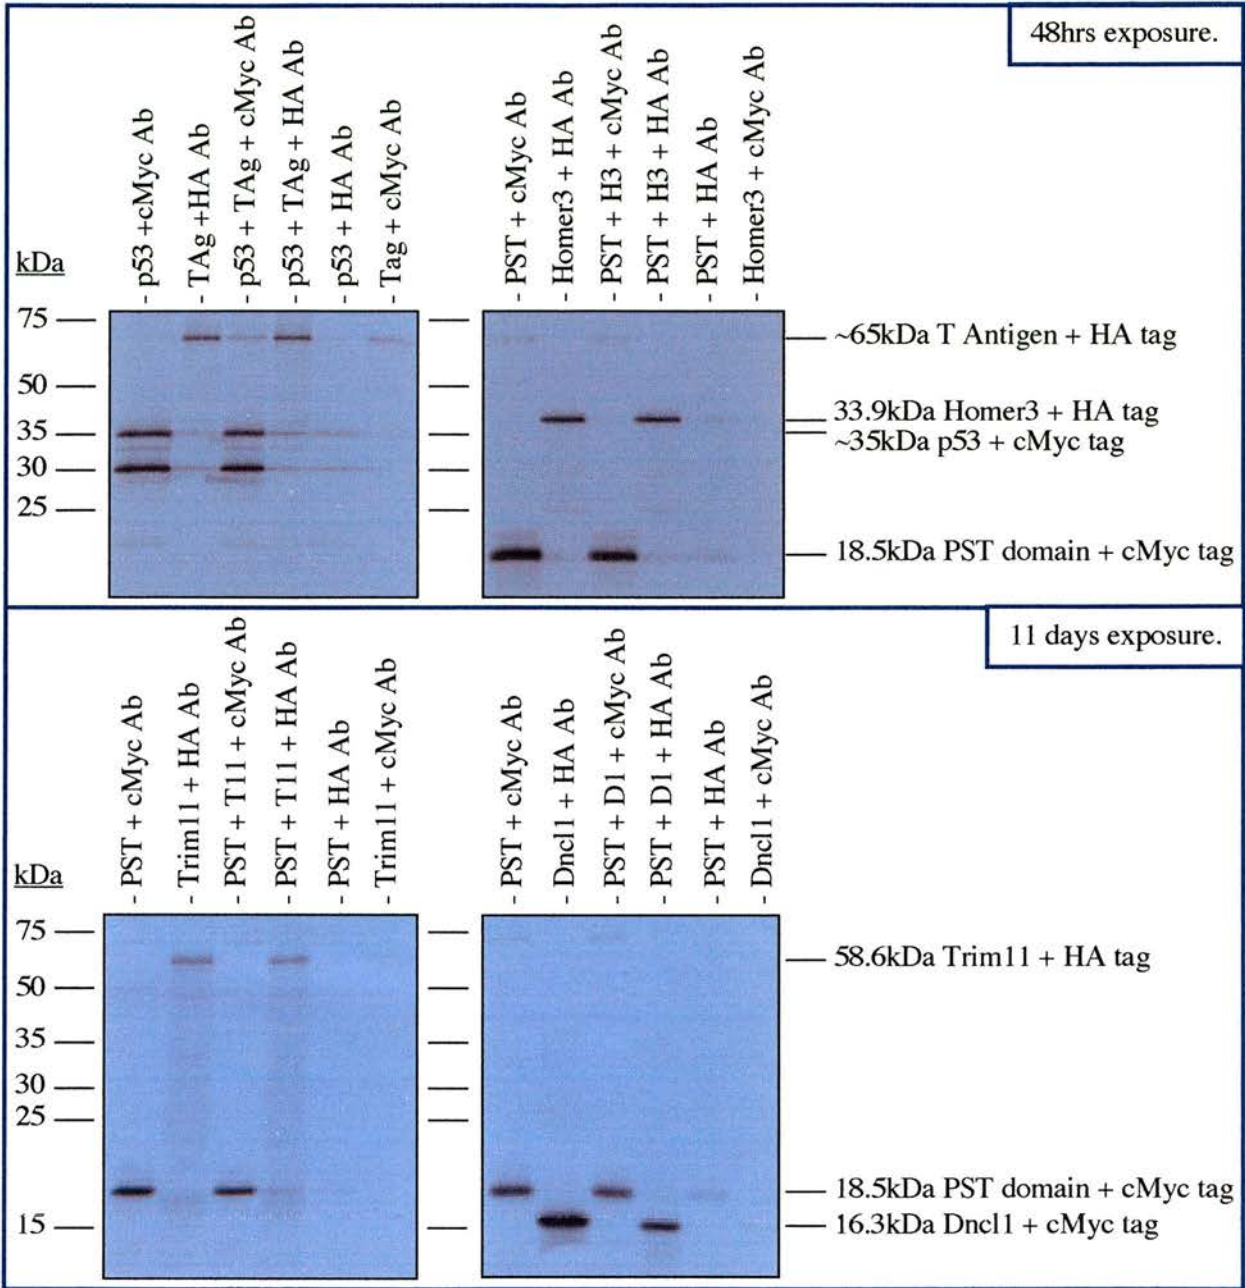 48hrs exposure.
- p53 +cMyc Ab
- TAg +HA Ab
- p53 + TAg + cMyc Ab
- p53 + TAg + HA Ab
- p53 + HA Ab
- Tag + cMyc Ab
- PST + cMyc Ab
- Homer3 + HA Ab
- PST + H3 + cMyc Ab
- PST + H3 + HA Ab
- PST + HA Ab
- Homer3 + cMyc Ab
kDa
75
50
35
30
25
~65kDa T Antigen + HA tag
33.9kDa Homer3 + HA tag
~35kDa p53 + cMyc tag
18.5kDa PST domain + cMyc tag
11 days exposure.
- PST + cMyc Ab
- Trim11 + HA Ab
- PST + T11 + cMyc Ab
- PST + T11 + HA Ab
- PST + HA Ab
- Trim11 + cMyc Ab
- PST + cMyc Ab
- Dncl1 + HA Ab
- PST + D1 + cMyc Ab
- PST + D1 + HA Ab
- PST + HA Ab
- Dncl1 + cMyc Ab
kDa
75
50
35
30
25
15
58.6kDa Trim11 + HA tag
18.5kDa PST domain + cMyc tag
16.3kDa Dncl1 + cMyc tag